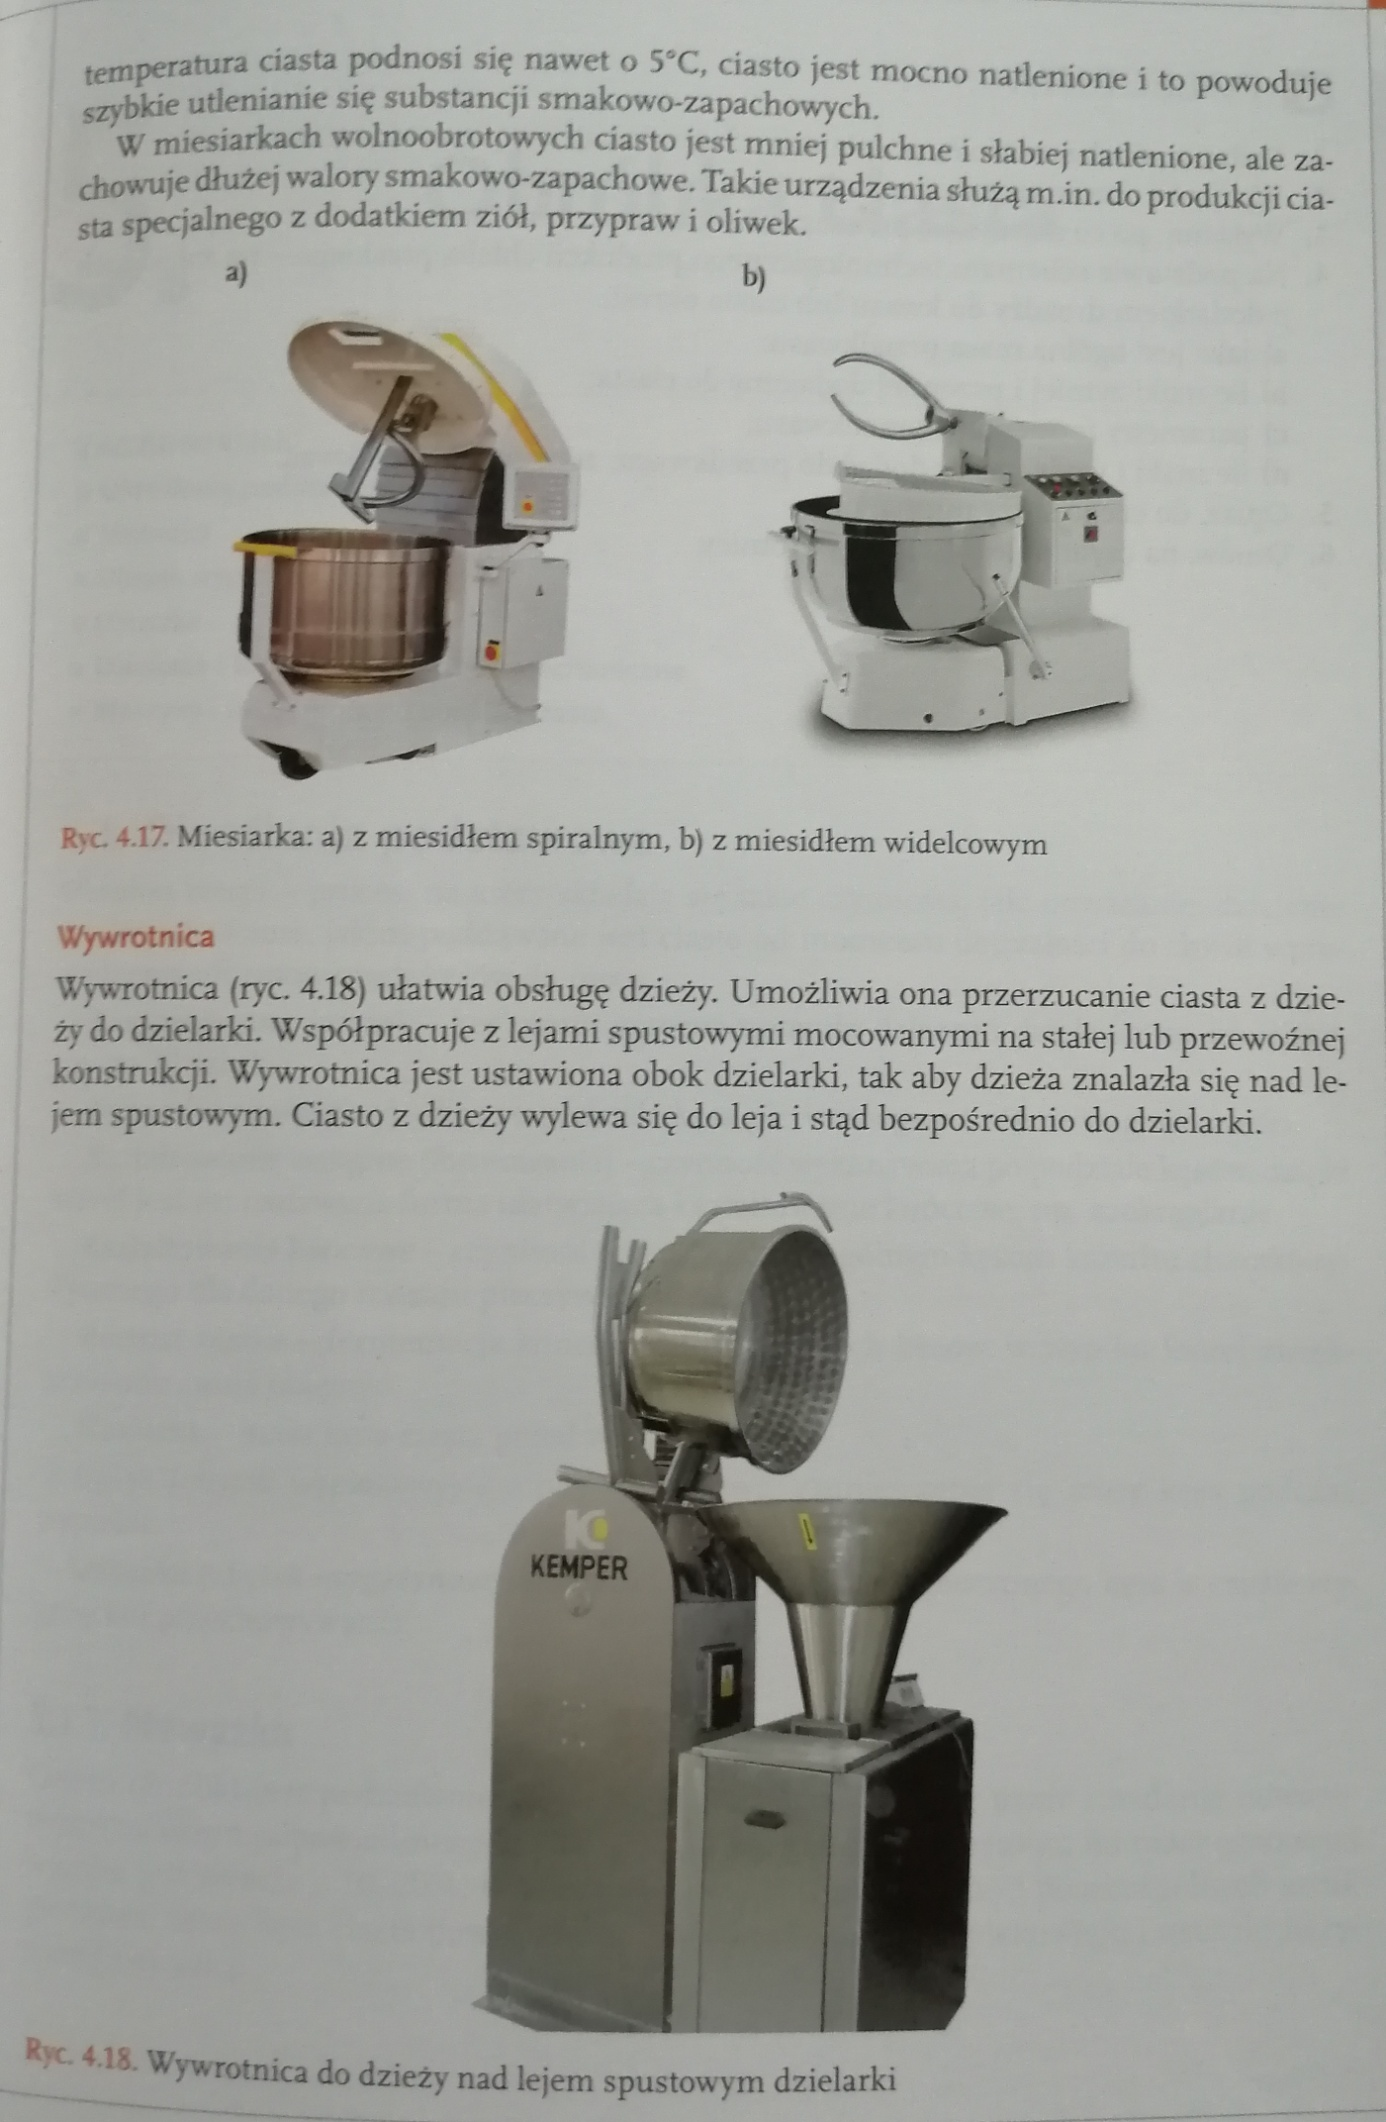 temperatura ciasta podnosi się nawet o 5°C, ciasto jest mocno natlenione i to powoduje
szybkie utlenianie się substancji smakowo-zapachowych.
W miesiarkach wolnoobrotowych ciasto jest mniej pulchne i słabiej natlenione, ale za-
chowuje dłużej walory smakowo-zapachowe. Takie urządzenia służą m.in. do produkcji cia-
sta specjalnego z dodatkiem ziół, przypraw i oliwek.
a) b)
Ryc. 4.17. Miesiarka: a) z miesidłem spiralnym, b) z miesidłem widelcowym
Wywrotnica
Wywrotnica (ryc. 4.18) ułatwia obsługę dzieży. Umożliwia ona przerzucanie ciasta z dzie-
ży do dzielarki. Współpracuje z lejami spustowymi mocowanymi na stałej lub przewoźnej
konstrukcji. Wywrotnica jest ustawiona obok dzielarki, tak aby dzieża znalazła się nad le-
jem spustowym. Ciasto z dzieży wylewa się do leja i stąd bezpośrednio do dzielarki.
KEMPER
Ryc. 4.18. Wywrotnica do dzieży nad lejem spustowym dzielarki